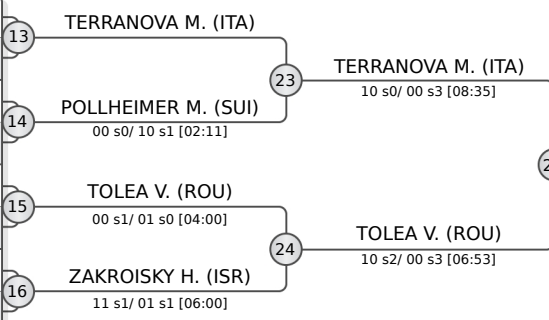 TERRANOVA M. (ITA)
13
23
TERRANOVA M. (ITA)
10 s0/ 00 s3 [08:35]
POLLHEIMER M. (SUI)
14
00 s0/ 10 s1 [02:11]
TOLEA V. (ROU)
15
00 s1/ 01 s0 [04:00]
24
TOLEA V. (ROU)
10 s2/ 00 s3 [06:53]
ZAKROISKY H. (ISR)
16
11 s1/ 01 s1 [06:00]